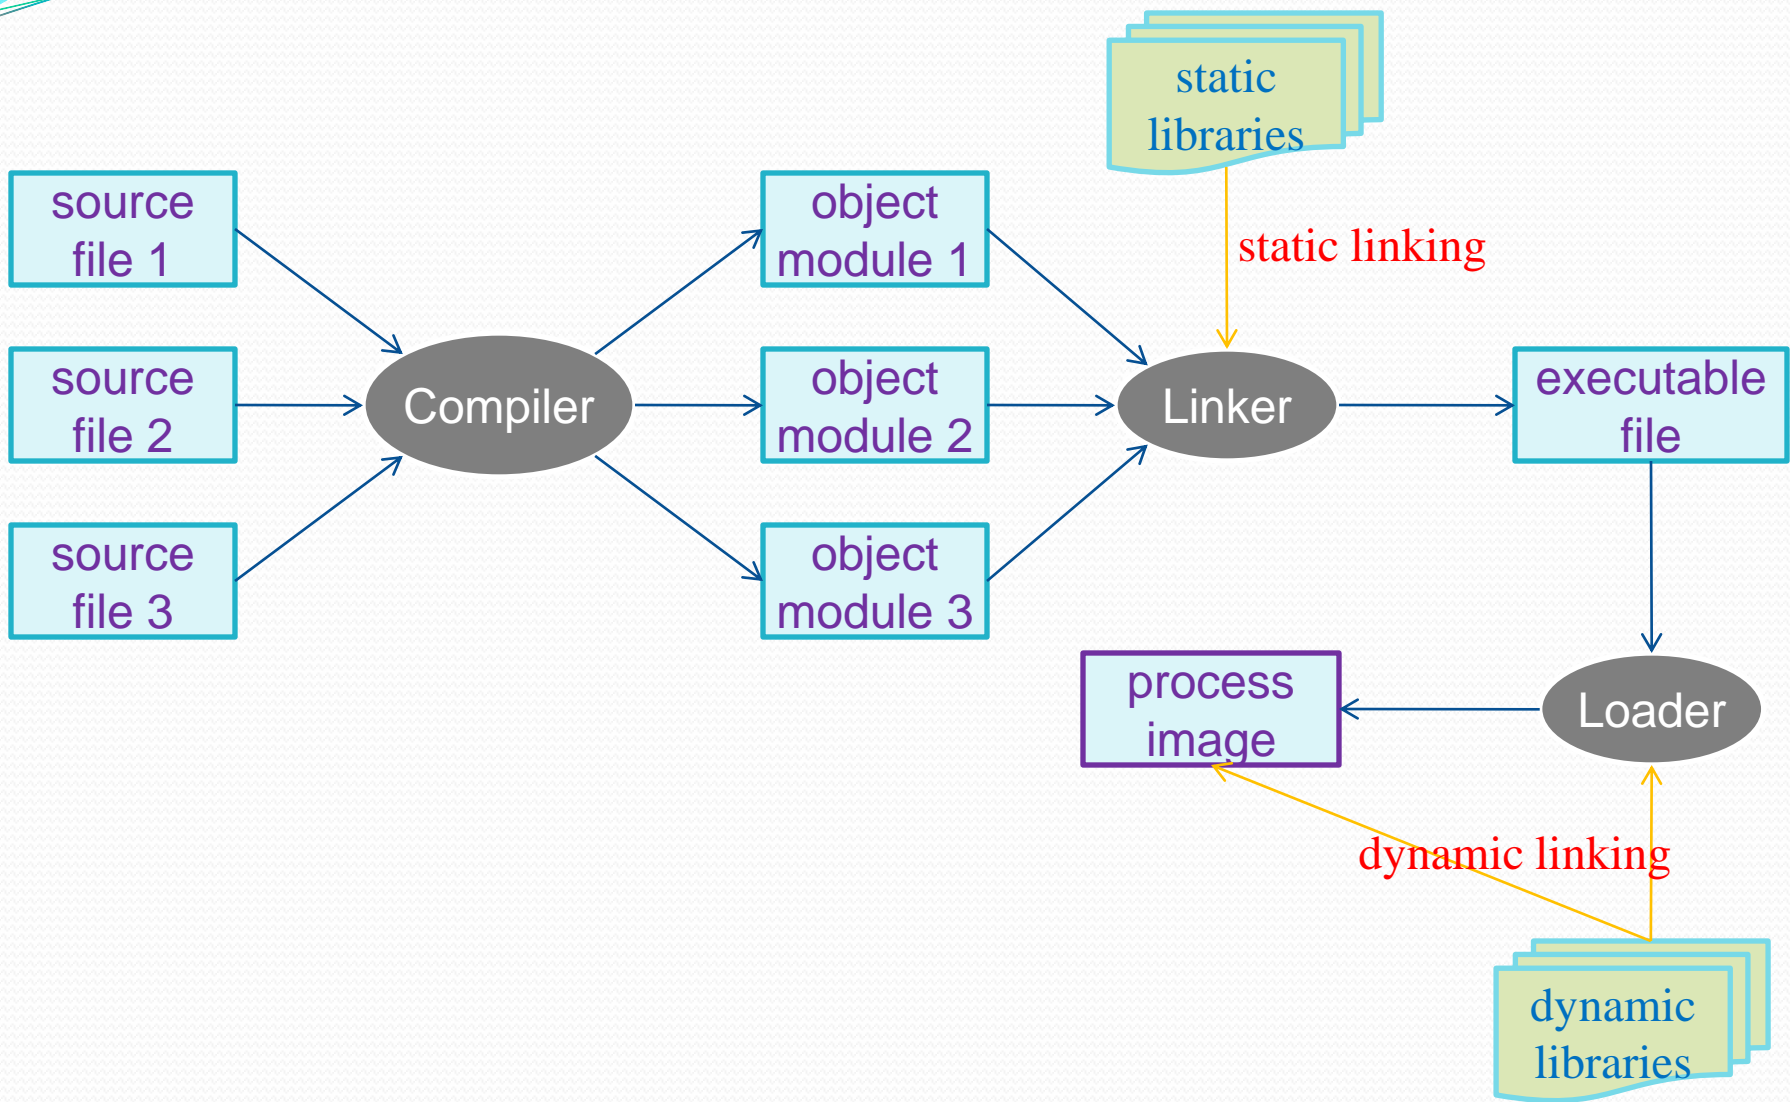 static
libraries
static linking
source
file 1
source
file 2
source
file 3
Compiler
object
module 1
object
module 2
object
module 3
Linker
executable
file
Loader
process
image
dynamic linking
dynamic
libraries